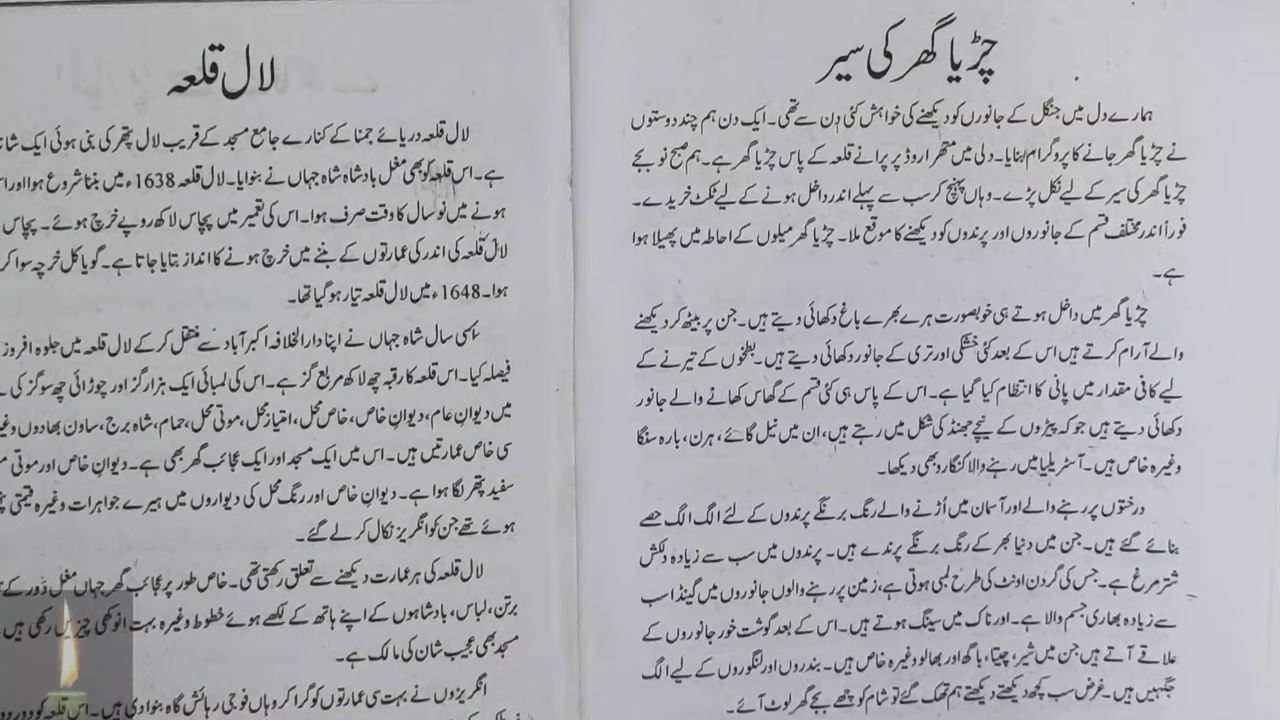 چڑیا گھر کی سیر
ہمارے دل میں جنگل کے جانورں کو دیکھنے کی خواہش کئی دن سے تھی۔ ایک دن ہم چند دوستوں
نے چڑیا گھر جانے کا پروگرام بنایا۔ دلی میں متھرا روڈ پر پرانے قلعہ کے پاس چڑیا گھر ہے۔ ہم صبح نو بجے
چڑیا گھر کی سیر کے لیے نکل پڑے۔ وہاں پہنچ کر سب سے پہلے اندر داخل ہونے کے لیے ٹکٹ خریدے۔
فوراً اندر مختلف قسم کے جانوروں اور پرندوں کو دیکھنے کا موقع ملا۔ چڑیا گھر میلوں کے احاطہ میں پھیلا ہوا
ہے۔
چڑیا گھر میں داخل ہوتے ہی خوبصورت ہرے بھرے باغ دکھائی دیتے ہیں۔ جن پر بیٹھ کر دیکھنے
والے آرام کرتے ہیں اس کے بعد کئی خشکی اور تری کے جانور دکھائی دیتے ہیں۔ بطخوں کے تیرنے کے
لیے کافی مقدار میں پانی کا انتظام کیا گیا ہے۔ اس کے پاس ہی کئی قسم کے گھاس کھانے والے جانور
دکھائی دیتے ہیں جو کہ پیڑوں کے نیچے جھنڈ کی شکل میں رہتے ہیں، ان میں نیل گائے، ہرن، بارہ سنگا
وغیرہ خاص ہیں۔ آسٹریلیا میں رہنے والا کنگارو بھی دیکھا۔
درختوں پر رہنے والے اور آسمان میں اُڑنے والے رنگ برنگے پرندوں کے لئے الگ الگ حصے
بنائے گئے ہیں۔ جن میں دنیا بھر کے رنگ برنگے پرندے ہیں۔ پرندوں میں سب سے زیادہ دلکش
شتر مرغ ہے۔ جس کی گردن اونٹ کی طرح لمبی ہوتی ہے، زمین پر رہنے والوں جانوروں میں گینڈا سب
سے زیادہ بھاری جسم والا ہے۔ اور ناک میں سینگ ہوتے ہیں۔ اس کے بعد گوشت خور جانوروں کے
علاقے آتے ہیں جن میں شیر، چیتا، باگھ اور بھالو وغیرہ خاص ہیں۔ بندروں اور لنگوروں کے لیے الگ
جگہیں ہیں۔ غرض سب کچھ دیکھتے دیکھتے ہم تھک گئے تو شام کو چھے بجے گھر لوٹ آئے۔
لال قلعہ
لال قلعہ دریائے جمنا کے کنارے جامع مسجد کے قریب لال پتھر کی بنی ہوئی ایک
ہے۔ اس قلعہ کو بھی مغل بادشاہ شاہ جہاں نے بنوایا۔ لال قلعہ 1638ء میں بننا شروع ہوا اور
ہونے میں نو سال کا وقت صرف ہوا۔ اس کی تعمیر میں پچاس لاکھ روپے خرچ ہوئے۔ پچاس
لال قلعہ کی اندر کی عمارتوں کے بننے میں خرچ ہونے کا انداز بتایا جاتا ہے۔ گویا کل خرچہ سوا
ہوا۔ 1648ء میں لال قلعہ تیار ہو گیا تھا۔
اسی سال شاہ جہاں نے اپنا دارالخلافہ اکبر آباد سے منتقل کر کے لال قلعہ میں جلوہ افروز
فیصلہ کیا۔ اس قلعہ کا رقبہ چھ لاکھ مربع گز ہے۔ اس کی لمبائی ایک ہزار گز اور چوڑائی چھ سو گز کی
میں دیوانِ عام، دیوانِ خاص، خاص محل، امتیاز محل، موتی محل، حمام، شاہ برج، ساون بھادوں
سی خاص عمارتیں ہیں۔ اس میں ایک مسجد اور ایک عجائب گھر بھی ہے۔ دیوانِ خاص اور موتی
سفید پتھر لگا ہوا ہے۔ دیوانِ خاص اور رنگ محل کی دیواروں میں ہیرے جواہرات وغیرہ قیمتی
ہوئے تھے جن کو انگریز نکال کر لے گئے۔
لال قلعہ کی ہر عمارت دیکھنے سے تعلق رکھتی تھی۔ خاص طور پر عجائب گھر جہاں مغل دَور کے
برتن، لباس، بادشاہوں کے اپنے ہاتھ کے لکھے ہوئے خطوط وغیرہ بہت انوکھی چیزیں رکھی ہیں
مسجد بھی عجیب شان کی مالک ہے۔
انگریزوں نے بہت سی عمارتوں کو گرا کر وہاں فوجی رہائش گاہ بنوا دی ہیں۔ اس قلعہ کو